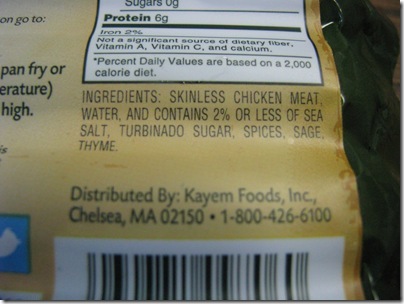 Sugars 0g
on go to:
Protein 6g
Iron 2%
Not a significant source of dietary fiber,
Vitamin A, Vitamin C, and calcium.
*Percent Daily Values are based on a 2,000
calorie diet.
pan fry or
erature)
high.
INGREDIENTS: SKINLESS CHICKEN MEAT,
WATER, AND CONTAINS 2% OR LESS OF SEA
SALT, TURBINADO SUGAR, SPICES, SAGE,
THYME.
is
Distributed By: Kayem Foods, Inc.,
Chelsea, MA 02150 • 1-800-426-6100